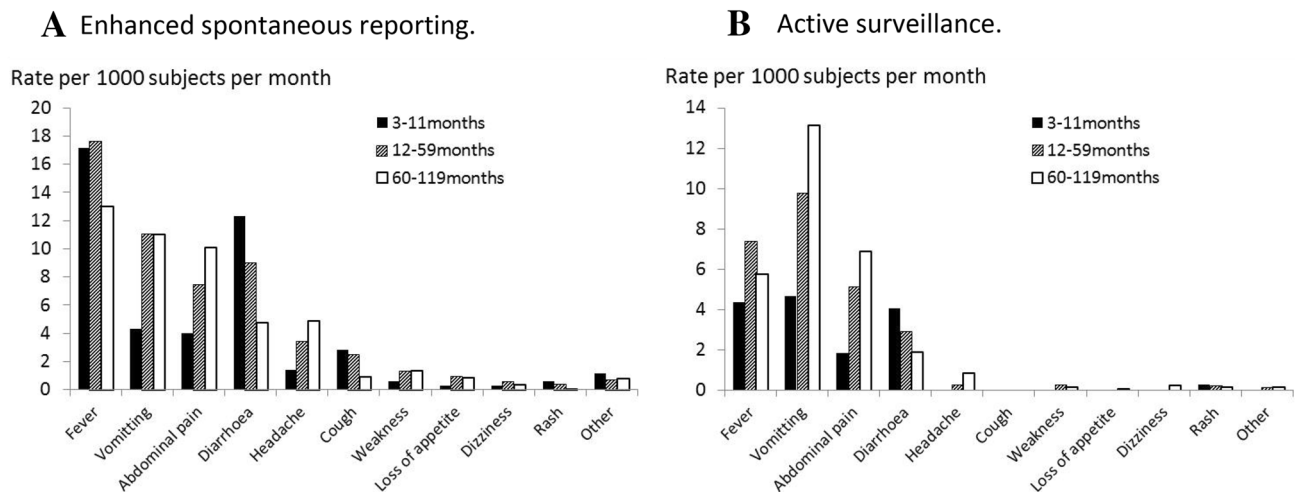 A Enhanced spontaneous reporting.
Rate per 1000 subjects per month
20
18
16
14
12
10
8
6
4
2
0
3-11months
12-59months
60-119months
Fever
Vomitting
Abdominal pain
Diarrhoea
Headache
Cough
Weakness
Loss of appetite
Dizziness
Rash
Other
B Active surveillance.
Rate per 1000 subjects per month
14
12
10
8
6
4
2
0
3-11months
12-59months
60-119months
Fever
Vomitting
Abdominal pain
Diarrhoea
Headache
Cough
Weakness
Loss of appetite
Dizziness
Rash
Other